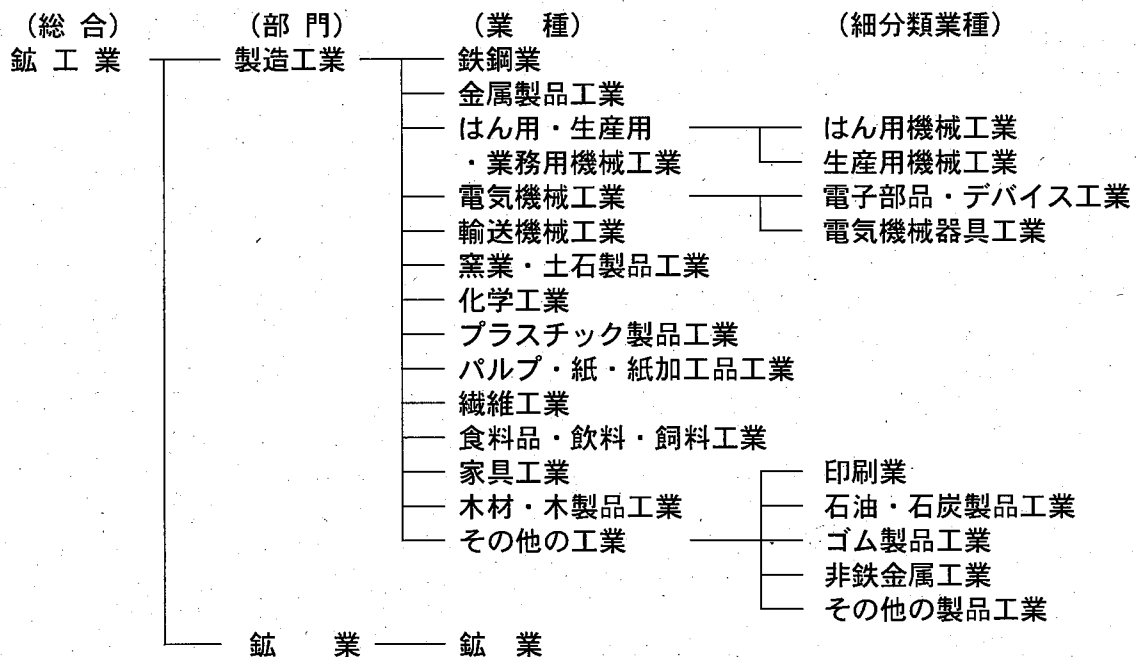 （総 合） （部 門） （業 種） （細分類業種）
鉱 工 業 製造工業 鉄鋼業
金属製品工業
はん用・生産用 はん用機械工業
・業務用機械工業 生産用機械工業
電気機械工業 電子部品・デバイス工業
輸送機械工業 電気機械器具工業
窯業・土石製品工業
化学工業
プラスチック製品工業
パルプ・紙・紙加工品工業
繊維工業
食料品・飲料・飼料工業
家具工業 印刷業
木材・木製品工業 石油・石炭製品工業
その他の工業 ゴム製品工業
非鉄金属工業
その他の製品工業
鉱 業 鉱 業